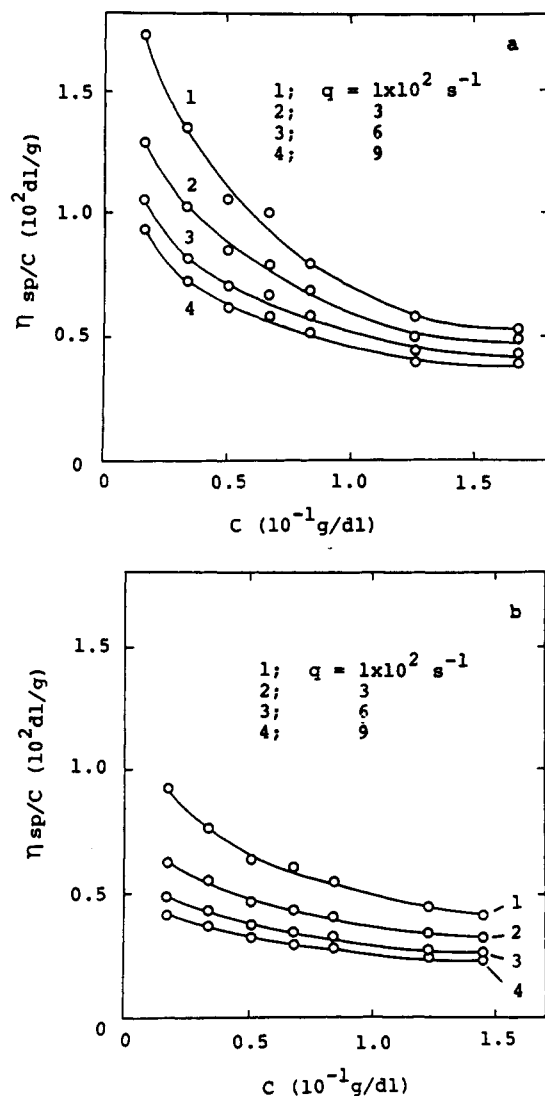 a
1.5
1.0
0.5
0
η sp/C (10²dl/g)
1
2
3
4
1; q = 1x10² s⁻¹
2; 3
3; 6
4; 9
0 0.5 1.0 1.5
C (10⁻¹g/dl)
b
1.5
1.0
0.5
0
η sp/C (10²dl/g)
1; q = 1x10² s⁻¹
2; 3
3; 6
4; 9
1
2
3
4
0 0.5 1.0 1.5
C (10⁻¹g/dl)